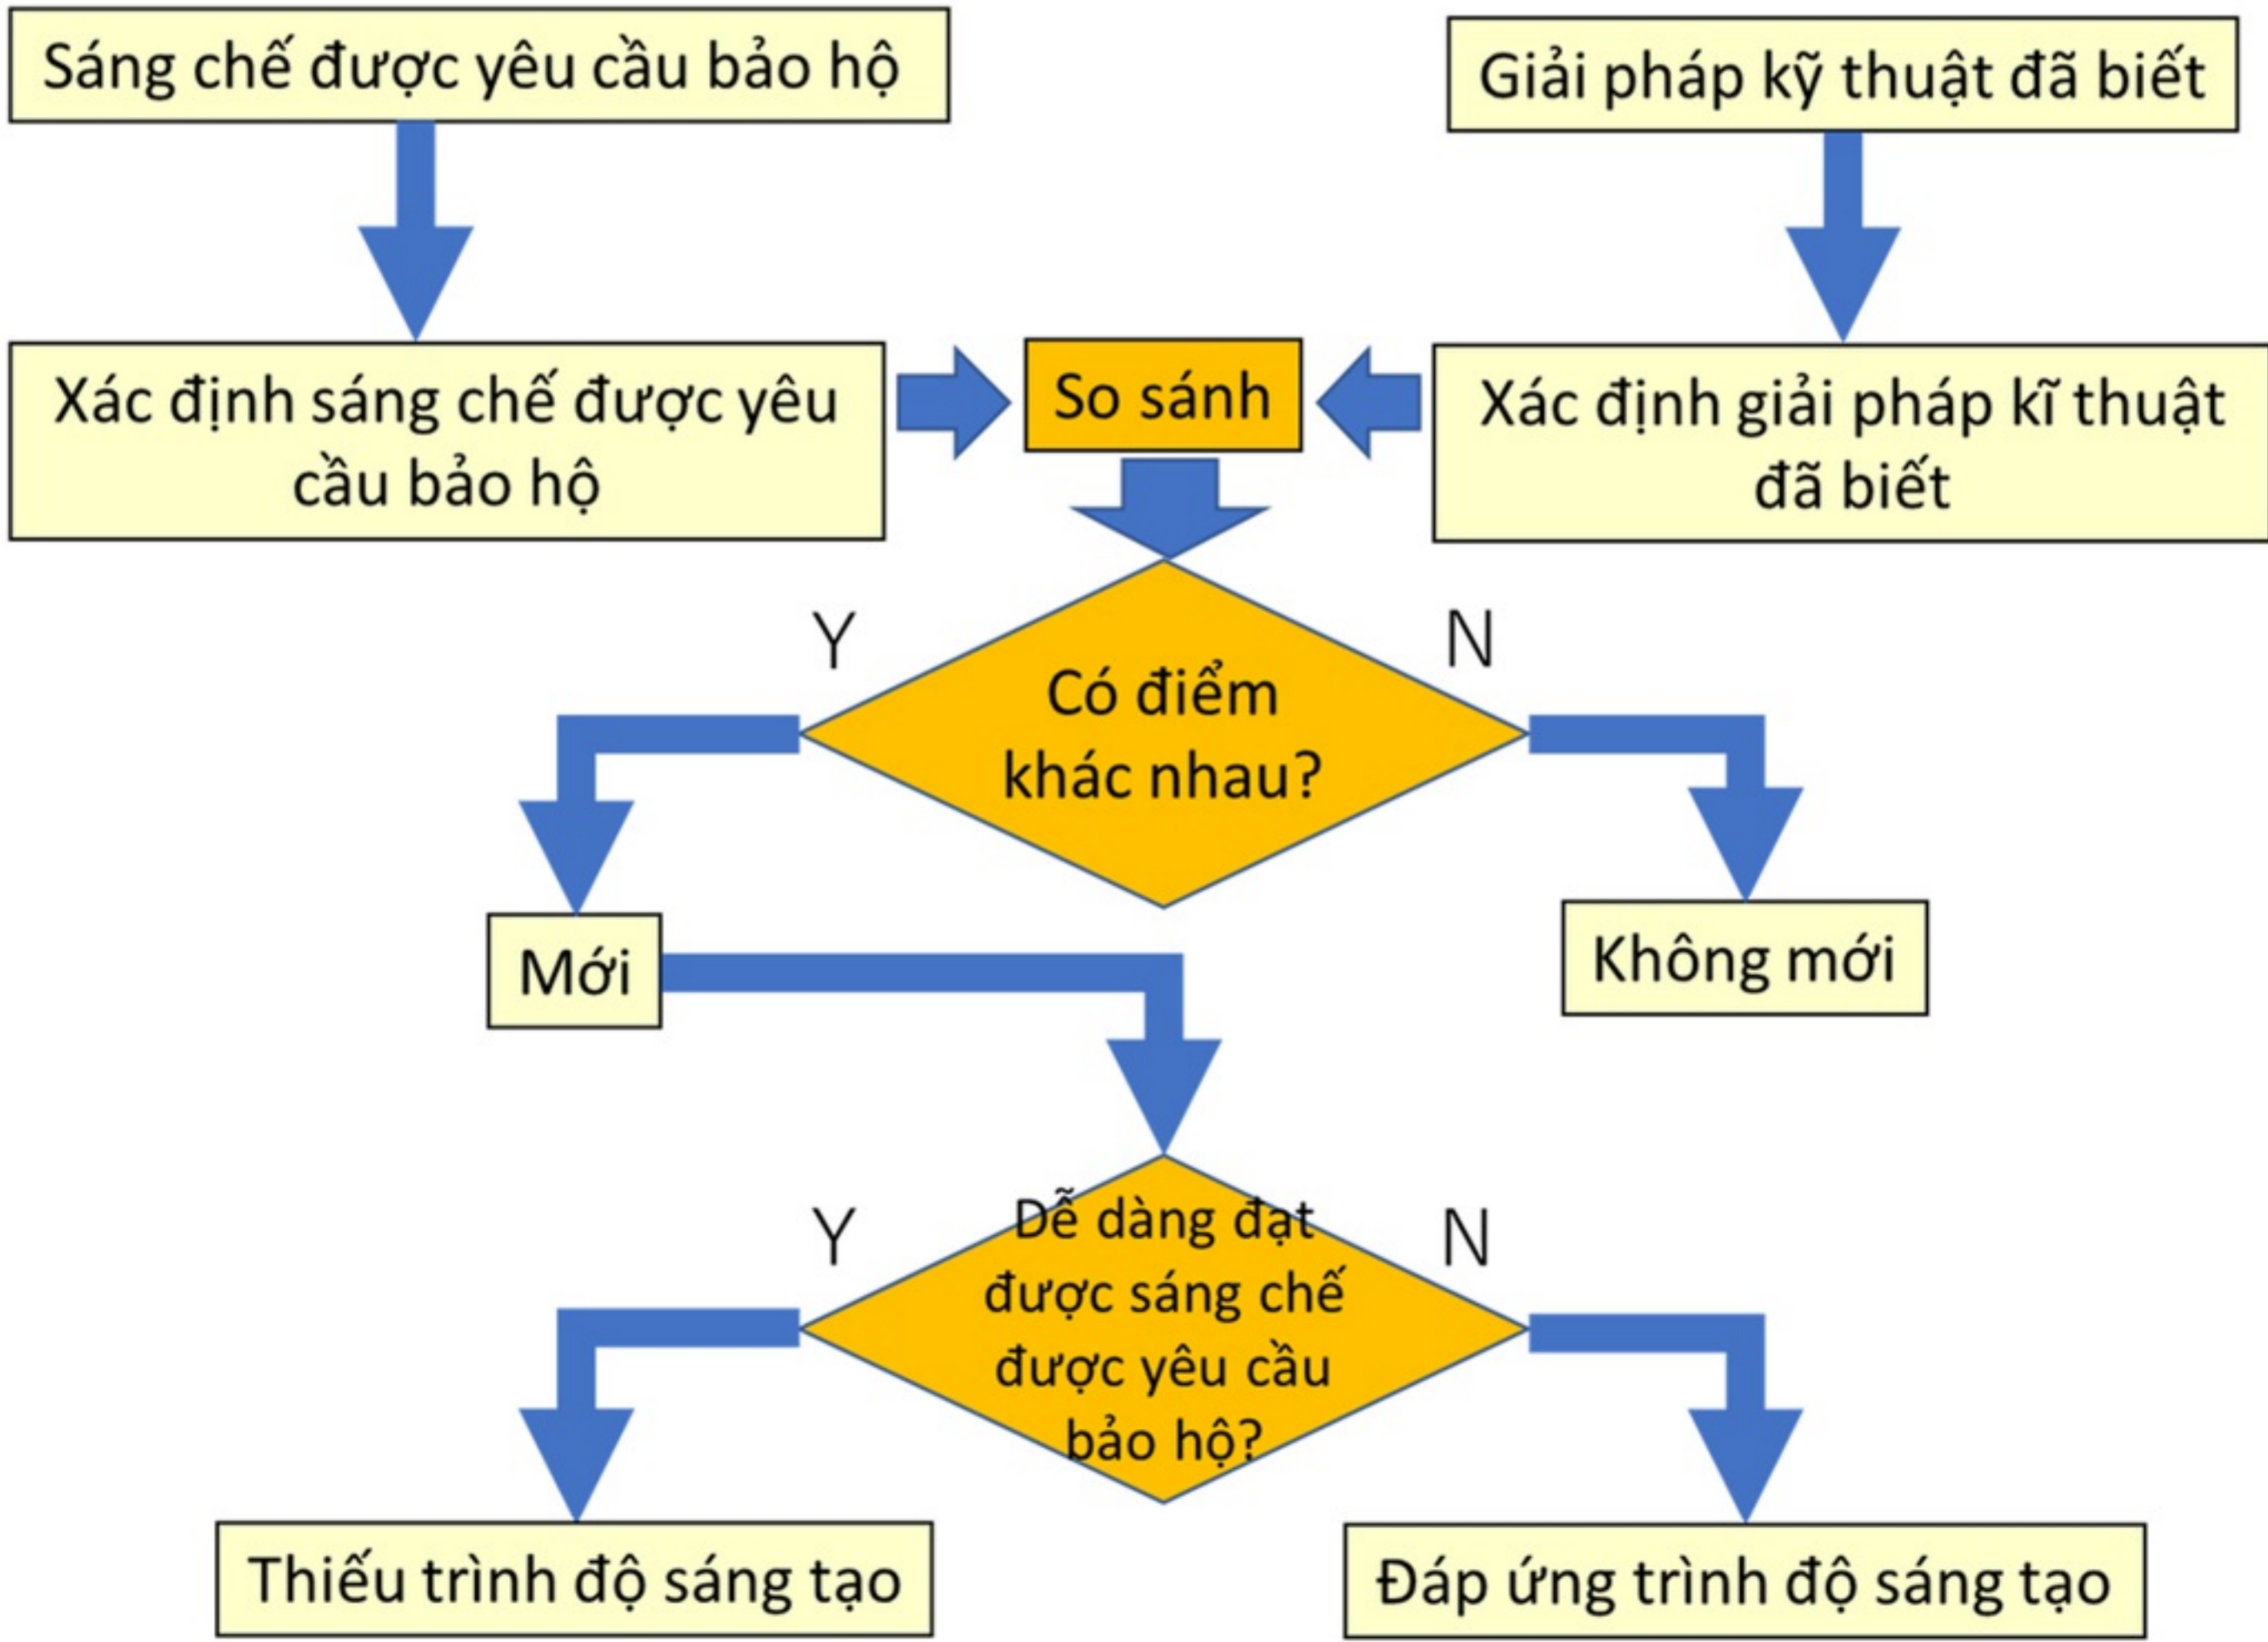 Sáng chế được yêu cầu bảo hộ
Giải pháp kỹ thuật đã biết
Xác định sáng chế được yêu
cầu bảo hộ
So sánh
Xác định giải pháp kĩ thuật
đã biết
Y
N
Có điểm
khác nhau?
Mới
Không mới
Y
N
Dễ dàng đạt
được sáng chế
được yêu cầu
bảo hộ?
Thiếu trình độ sáng tạo
Đáp ứng trình độ sáng tạo